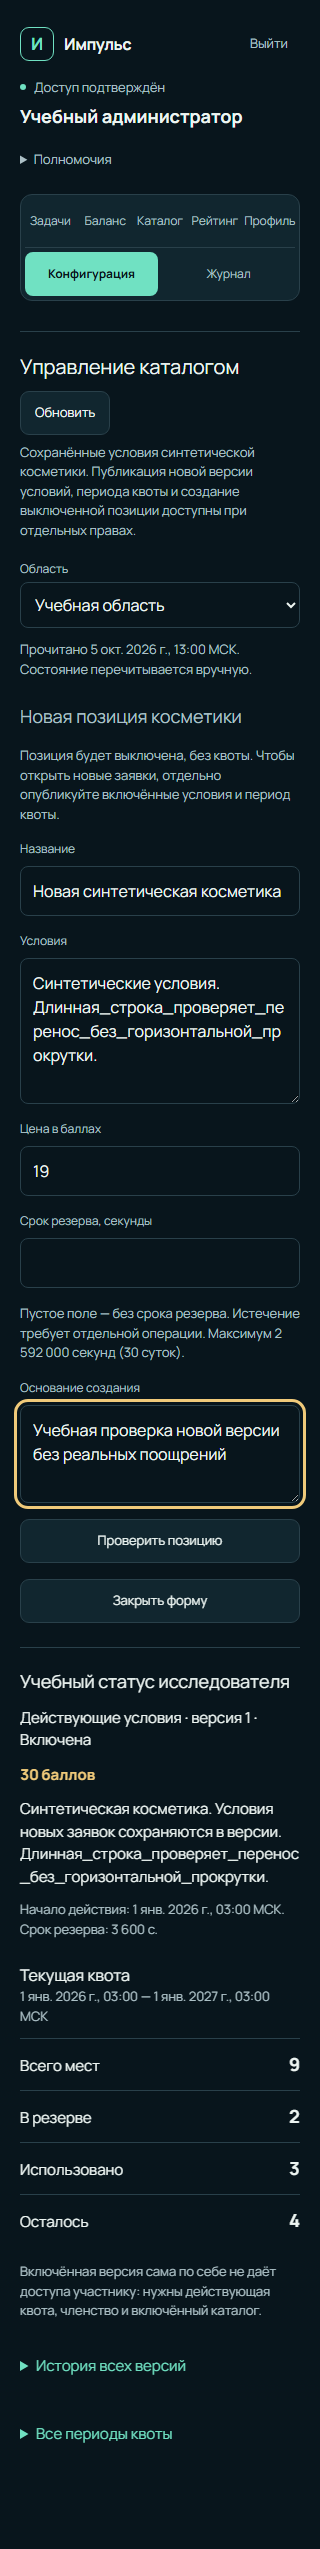 И Импульс Выйти
Доступ подтверждён
Учебный администратор
Полномочия
Задачи Баланс Каталог Рейтинг Профиль
Конфигурация Журнал
Управление каталогом
Обновить
Сохранённые условия синтетической
косметики. Публикация новой версии
условий, периода квоты и создание
выключенной позиции доступны при
отдельных правах.
Область
Учебная область
Прочитано 5 окт. 2026 г., 13:00 МСК.
Состояние перечитывается вручную.
Новая позиция косметики
Позиция будет выключена, без квоты. Чтобы
открыть новые заявки, отдельно
опубликуйте включённые условия и период
квоты.
Название
Новая синтетическая косметика
Условия
Синтетические условия.
Длинная_строка_проверяет_пе
ренос_без_горизонтальной_пр
окрутки.
Цена в баллах
19
Срок резерва, секунды
Пустое поле — без срока резерва. Истечение
требует отдельной операции. Максимум 2
592 000 секунд (30 суток).
Основание создания
Учебная проверка новой версии
без реальных поощрений
Проверить позицию
Закрыть форму
Учебный статус исследователя
Действующие условия · версия 1 ·
Включена
30 баллов
Синтетическая косметика. Условия
новых заявок сохраняются в версии.
Длинная_строка_проверяет_перенос
_без_горизонтальной_прокрутки.
Начало действия: 1 янв. 2026 г., 03:00 МСК.
Срок резерва: 3 600 с.
Текущая квота
1 янв. 2026 г., 03:00 — 1 янв. 2027 г., 03:00
МСК
Всего мест 9
В резерве 2
Использовано 3
Осталось 4
Включённая версия сама по себе не даёт
доступа участнику: нужны действующая
квота, членство и включённый каталог.
История всех версий
Все периоды квоты